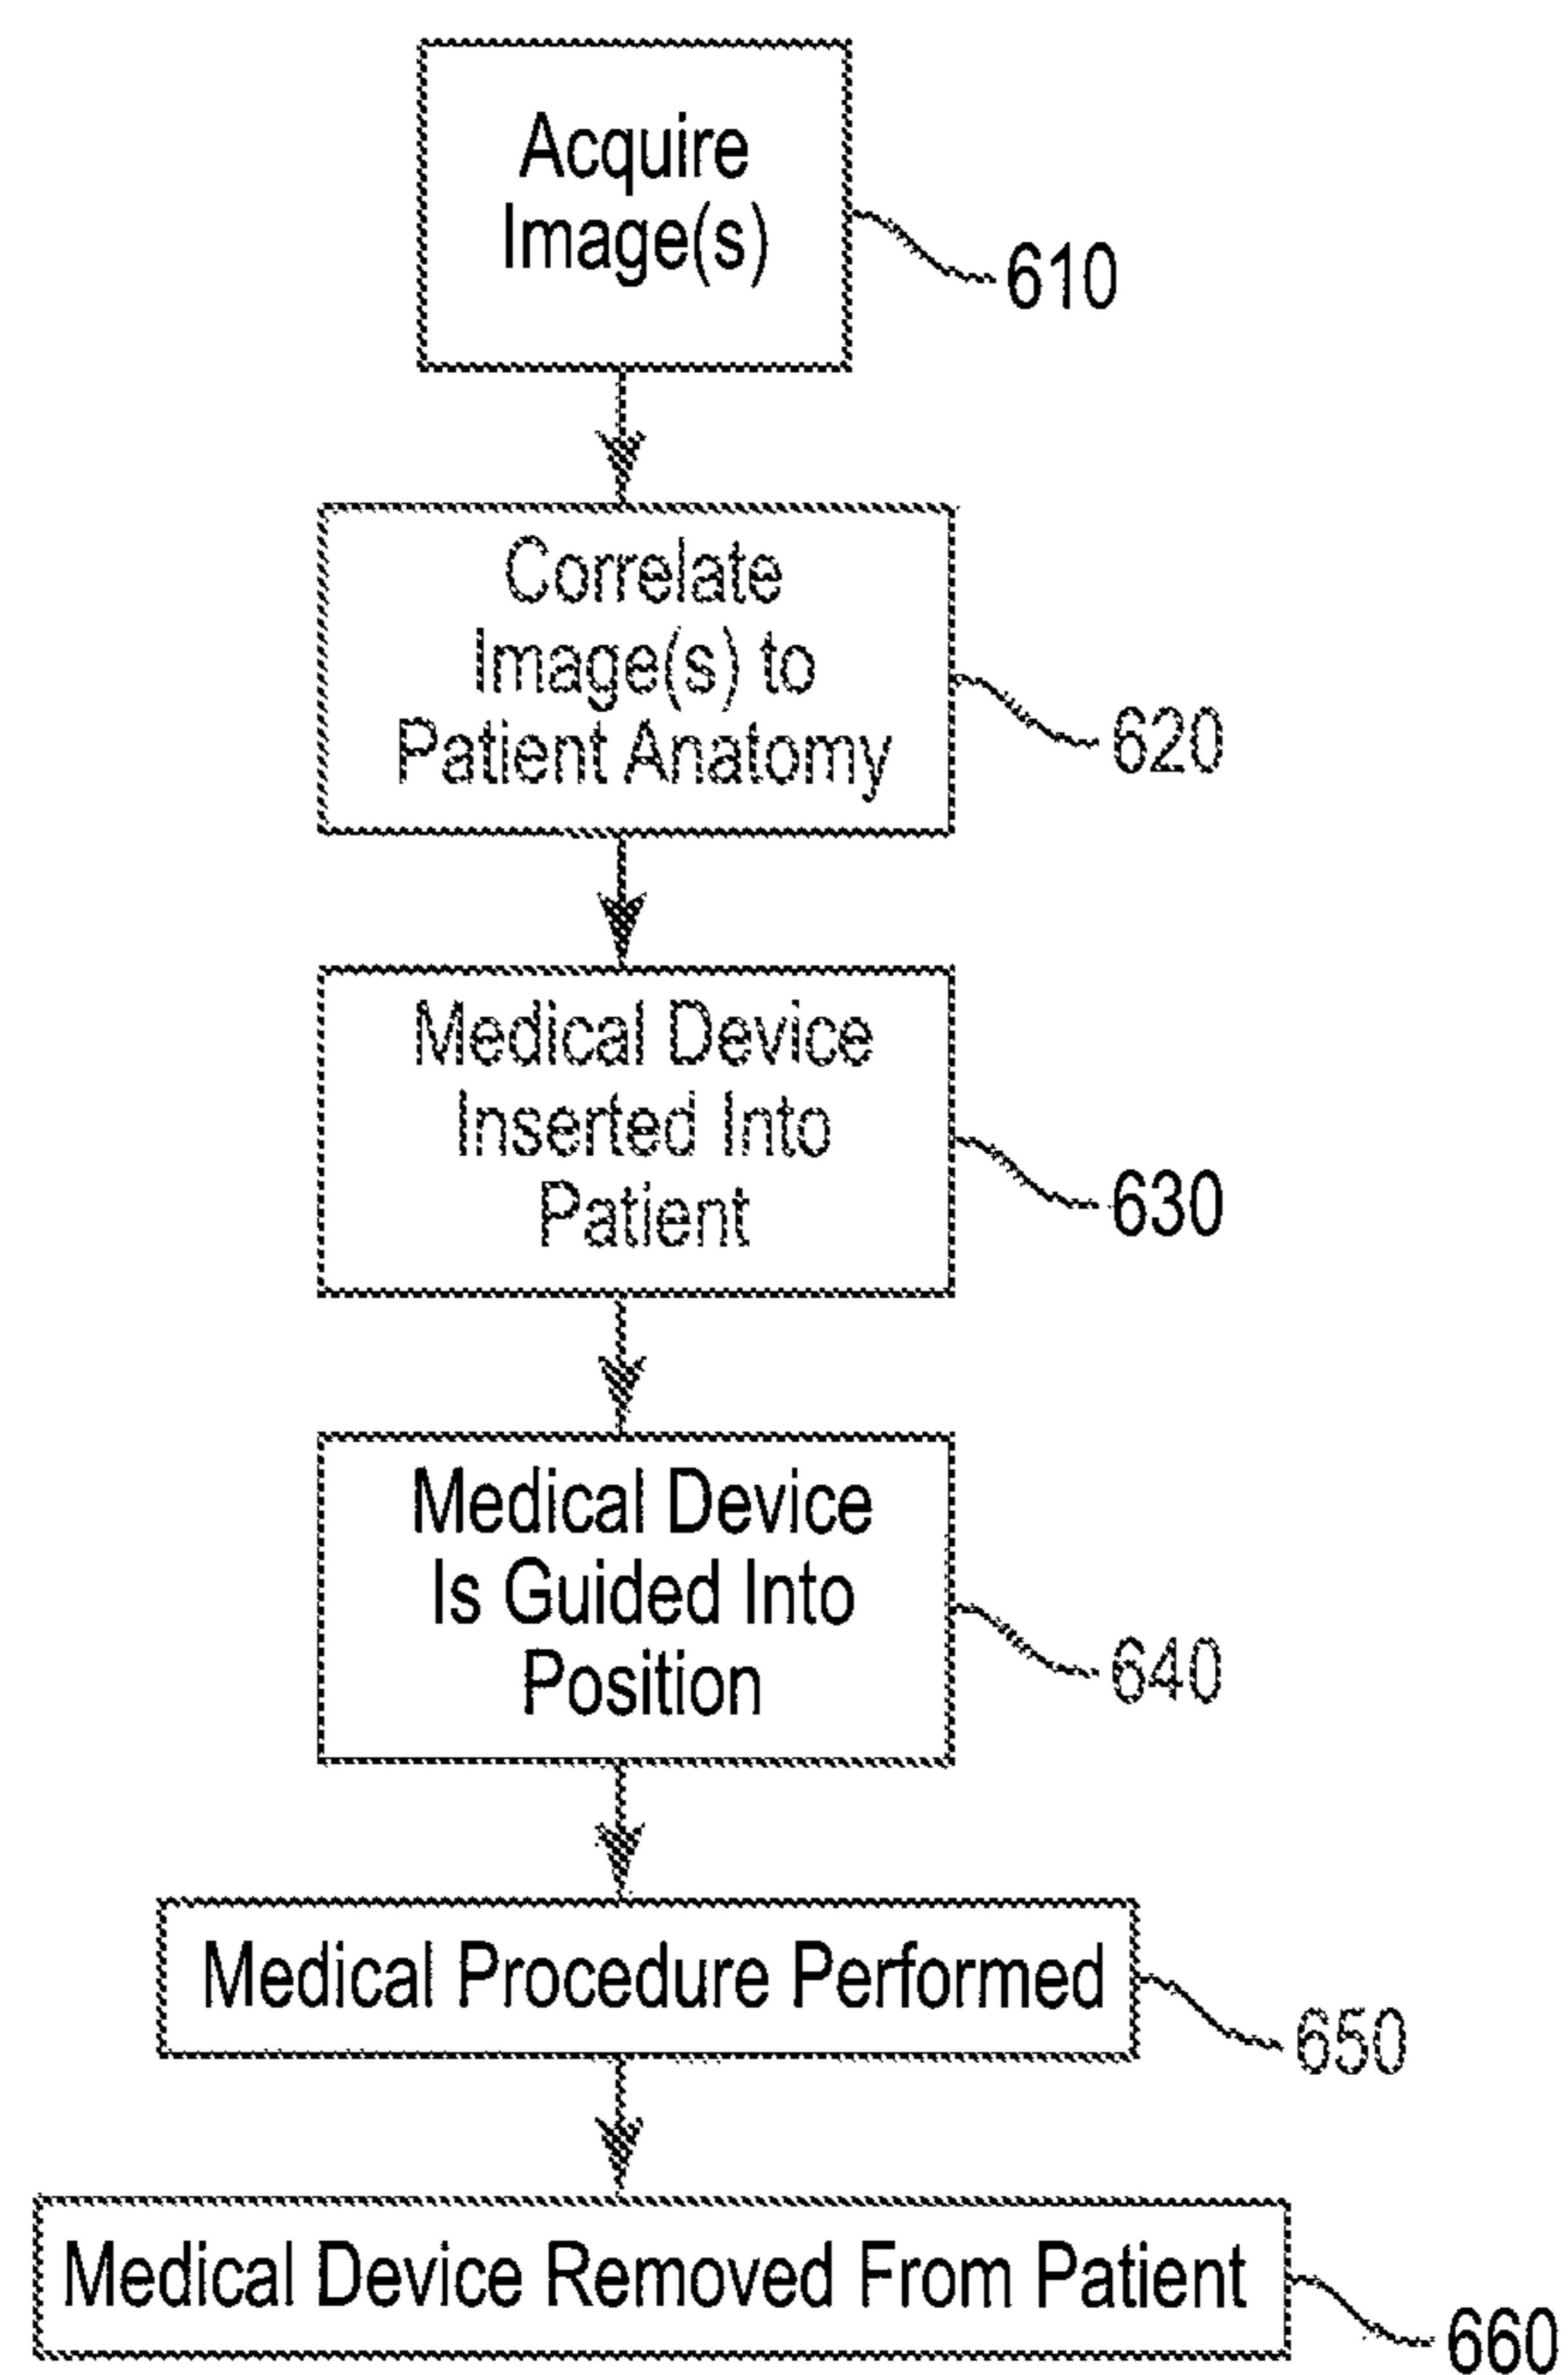 Acquire
Image(s)
610
Correlate
Image(s) to
Patient Anatomy
620
Medical Device
Inserted Into
Patient
630
Medical Device
Is Guided Into
Position
640
Medical Procedure Performed
650
Medical Device Removed From Patient
660